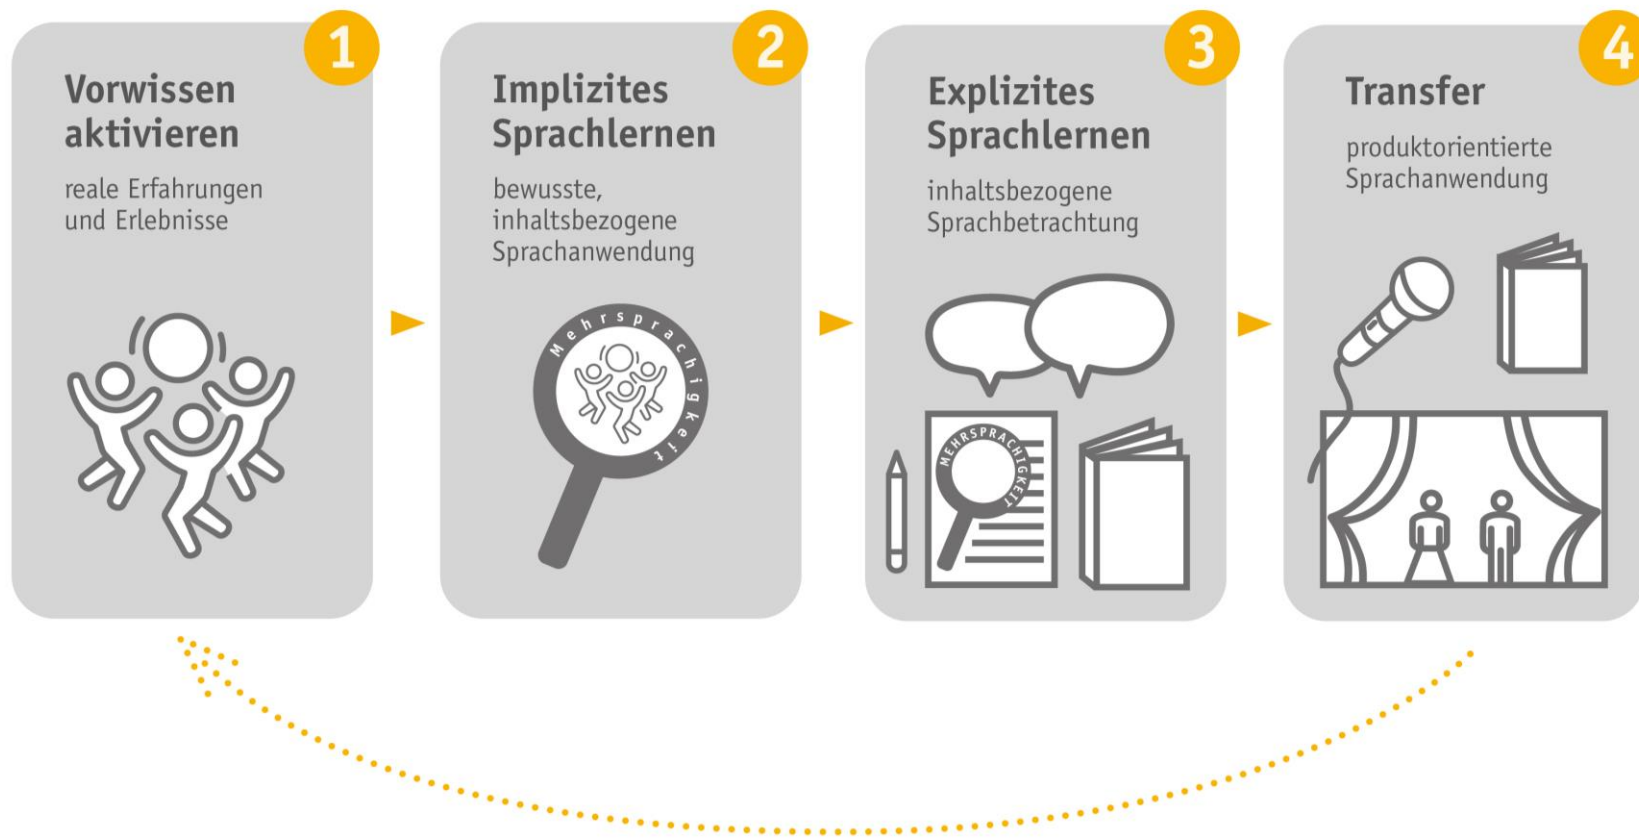 1
Vorwissen
aktivieren
reale Erfahrungen
und Erlebnisse
2
Implizites
Sprachlernen
bewusste,
inhaltsbezogene
Sprachanwendung
Mehrsprachigkeit
3
Explizites
Sprachlernen
inhaltsbezogene
Sprachbetrachtung
MEHRSPRACHIGKEIT
4
Transfer
produktorientierte
Sprachanwendung